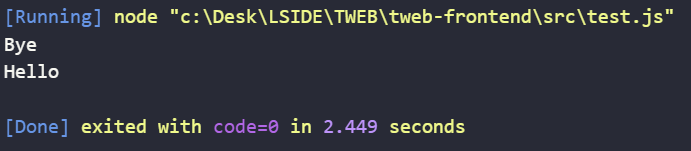 [Running] node "c:\Desk\LSIDE\TWEB\tweb-frontend\src\test.js"
Bye
Hello
[Done] exited with code=0 in 2.449 seconds